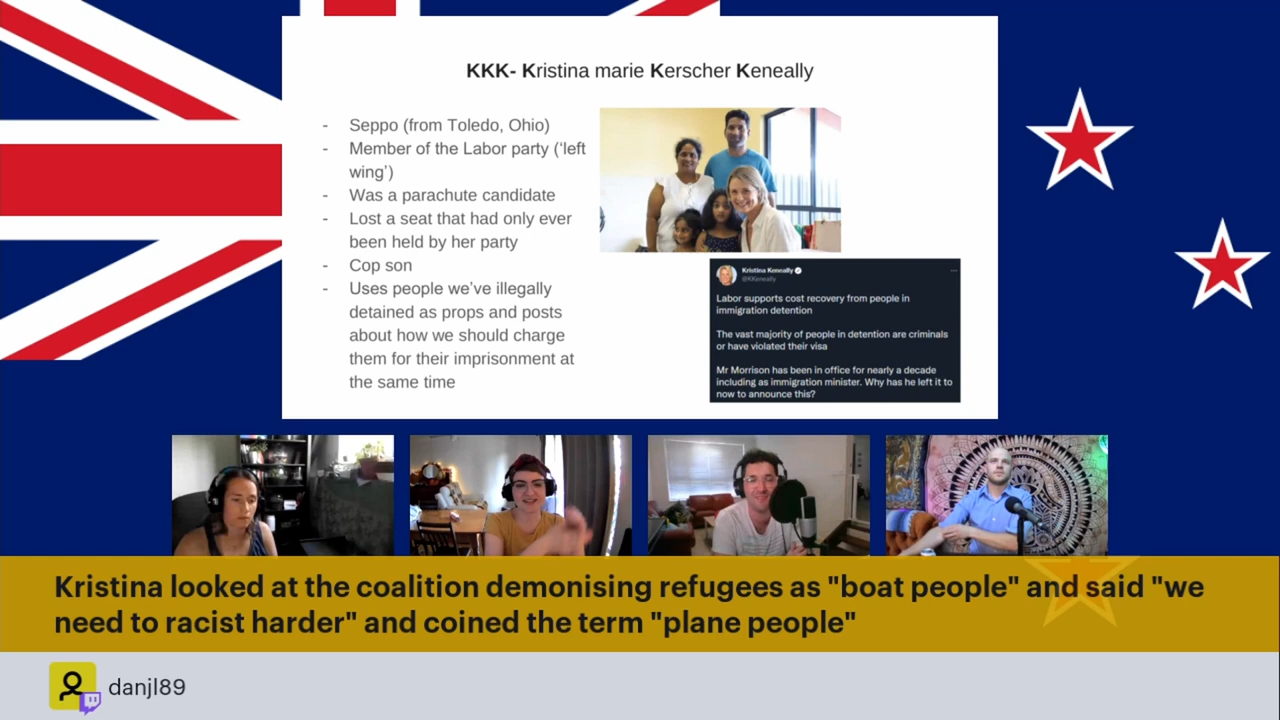 KKK- Kristina marie Kerscher Keneally
- Seppo (from Toledo, Ohio)
- Member of the Labor party (‘left
wing’)
- Was a parachute candidate
- Lost a seat that had only ever
been held by her party
- Cop son
- Uses people we’ve illegally
detained as props and posts
about how we should charge
them for their imprisonment at
the same time
Kristina Keneally
@KKeneally
Labor supports cost recovery from people in
immigration detention
The vast majority of people in detention are criminals
or have violated their visa
Mr Morrison has been in office for nearly a decade
including as immigration minister. Why has he left it to
now to announce this?
Kristina looked at the coalition demonising refugees as "boat people" and said "we
need to racist harder" and coined the term "plane people"
danjl89